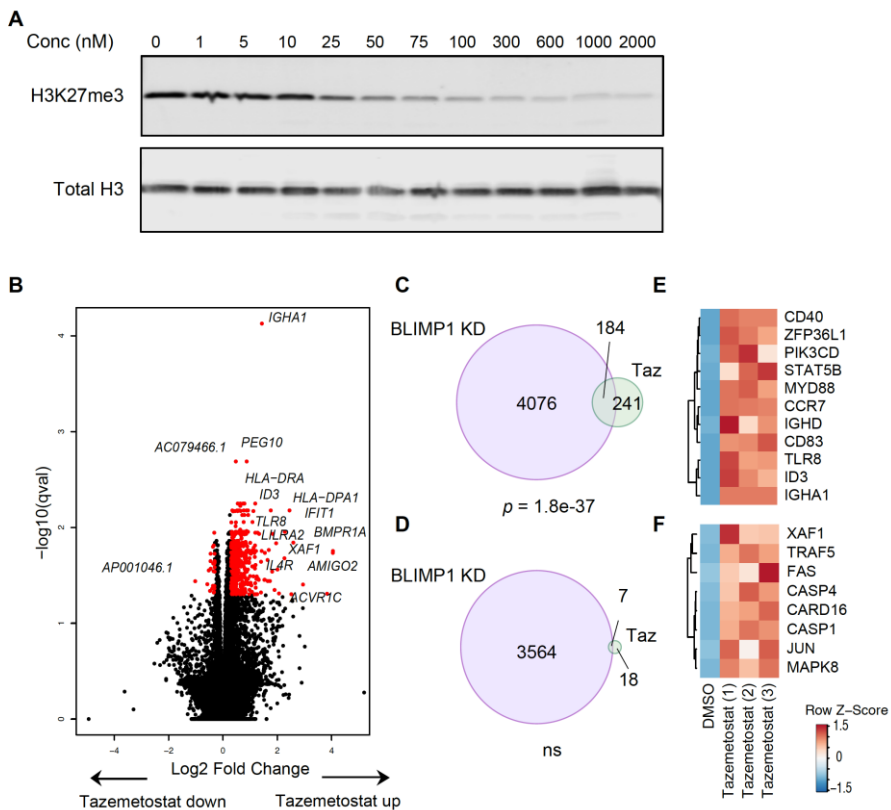 A
Conc (nM) 0 1 5 10 25 50 75 100 300 600 1000 2000
H3K27me3
Total H3
B
−log10(qval)
4
3
2
1
0
−4 −2 0 2 4
IGHA1
AC079466.1
PEG10
HLA−DRA
ID3
HLA−DPA1
IFIT1
TLR8
LILRA2
BMPR1A
XAF1
AP001046.1
IL4R
AMIGO2
ACVR1C
Log2 Fold Change
Tazemetostat down
Tazemetostat up
C
BLIMP1 KD
184
Taz
4076
241
p = 1.8e-37
D
BLIMP1 KD
7
Taz
3564
18
ns
E
CD40
ZFP36L1
PIK3CD
STAT5B
MYD88
CCR7
IGHD
CD83
TLR8
ID3
IGHA1
F
XAF1
TRAF5
FAS
CASP4
CARD16
CASP1
JUN
MAPK8
DMSO
Tazemetostat (1)
Tazemetostat (2)
Tazemetostat (3)
Row Z−Score
1.5
1
0
−1
−1.5